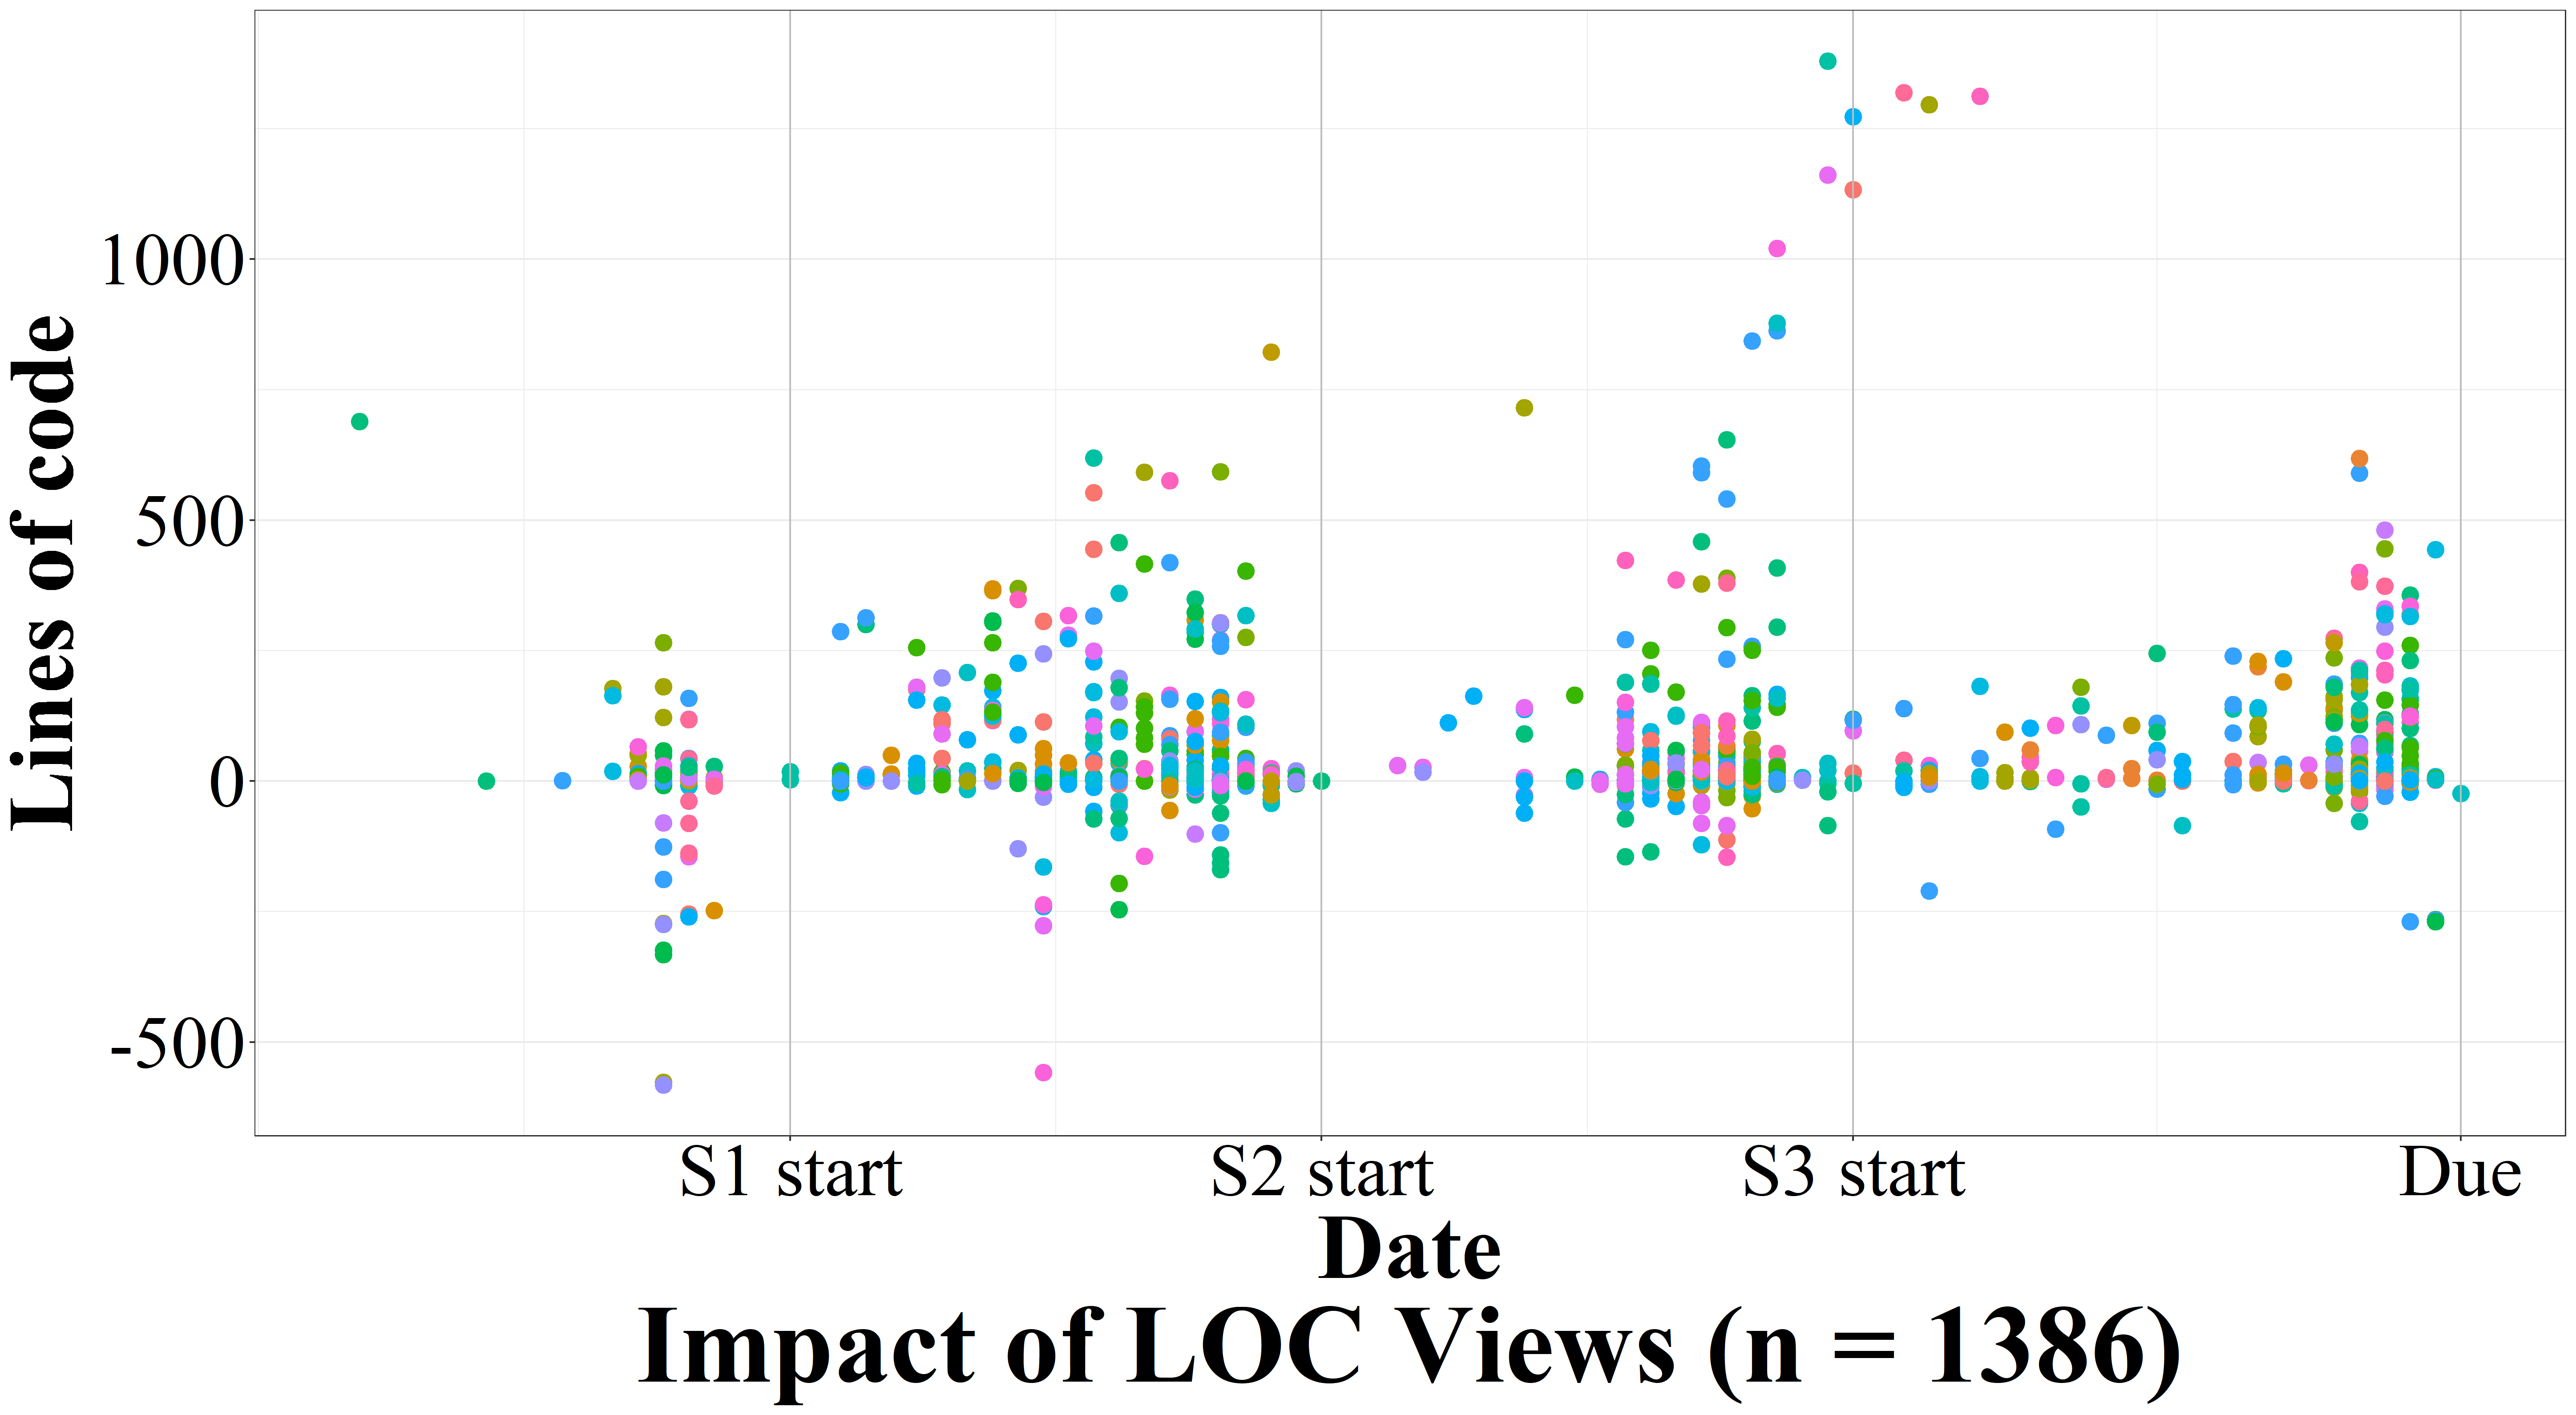 Lines of code
1000
500
0
-500
S1 start
S2 start
S3 start
Due
Date
Impact of LOC Views (n = 1386)